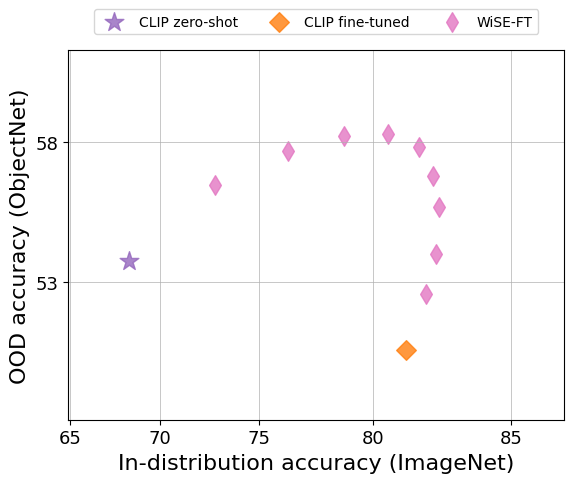 CLIP zero-shot CLIP fine-tuned WiSE-FT
OOD accuracy (ObjectNet)
58
53
65 70 75 80 85
In-distribution accuracy (ImageNet)